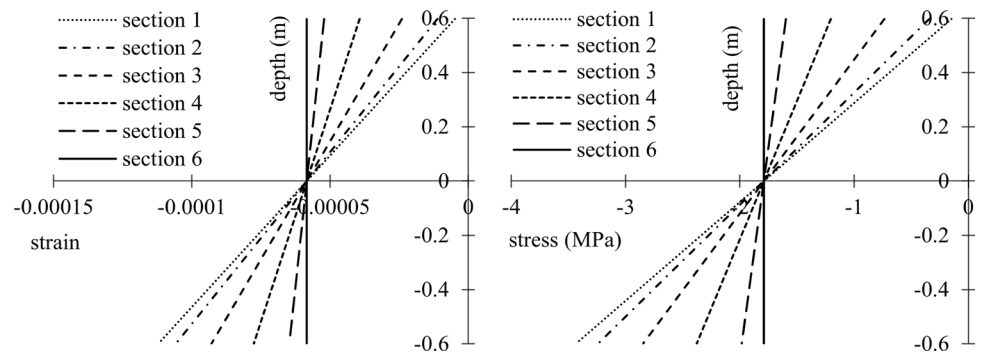 section 1
section 2
section 3
section 4
section 5
section 6
depth (m)
0.6
0.4
0.2
0
-0.2
-0.4
-0.6
-0.00015
-0.0001
-0.00005
0
strain
section 1
section 2
section 3
section 4
section 5
section 6
depth (m)
0.6
0.4
0.2
0
-0.2
-0.4
-0.6
-4
-3
-2
-1
0
stress (MPa)